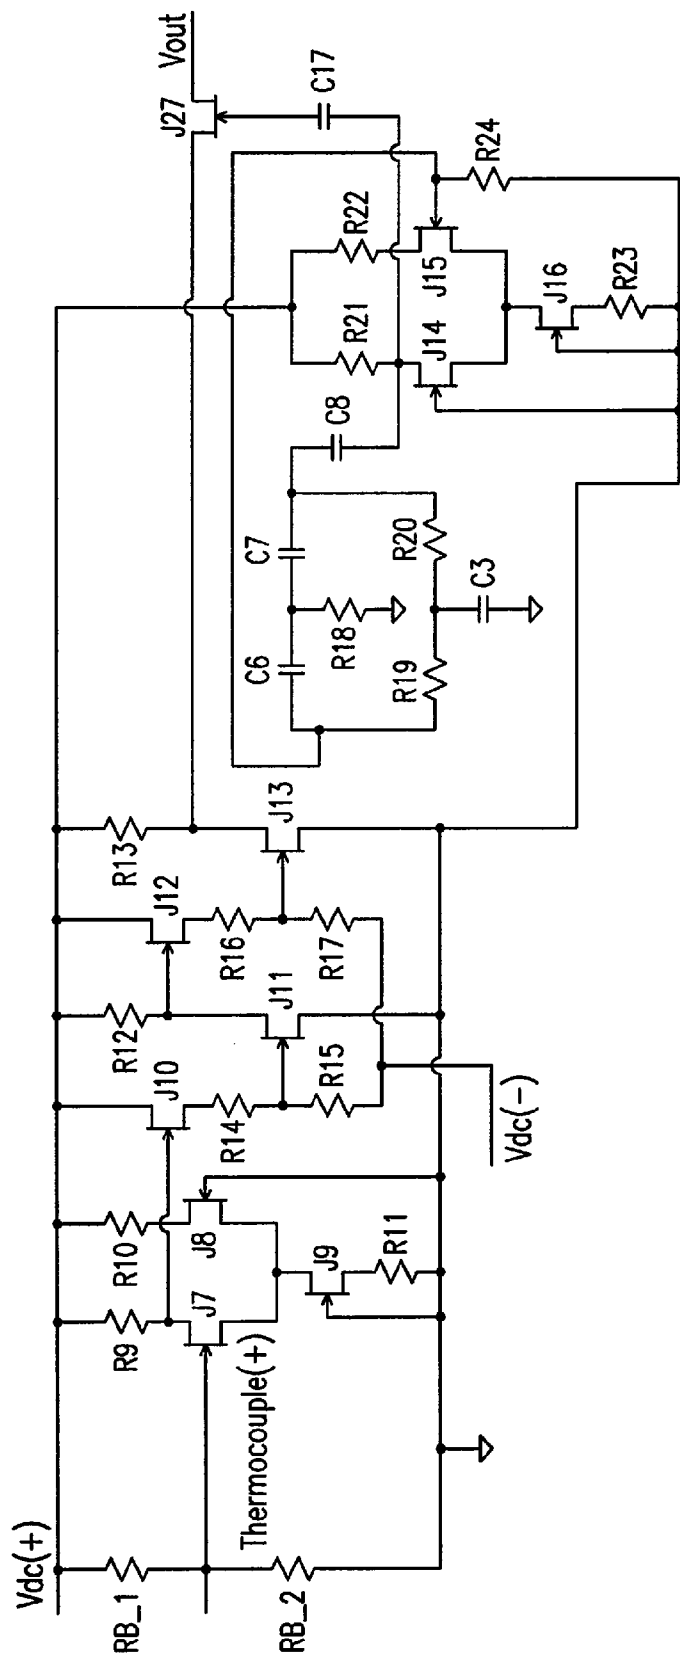 Vdc(+)
RB_1
RB_2
Thermocouple(+)
R9
R10
J7
J8
J9
R11
J10
R12
J12
R13
R14
R15
J11
R16
R17
J13
Vdc(-)
C6
C7
C8
R18
R19
R20
C3
R21
R22
J14
J15
J16
R23
R24
C17
J27
Vout